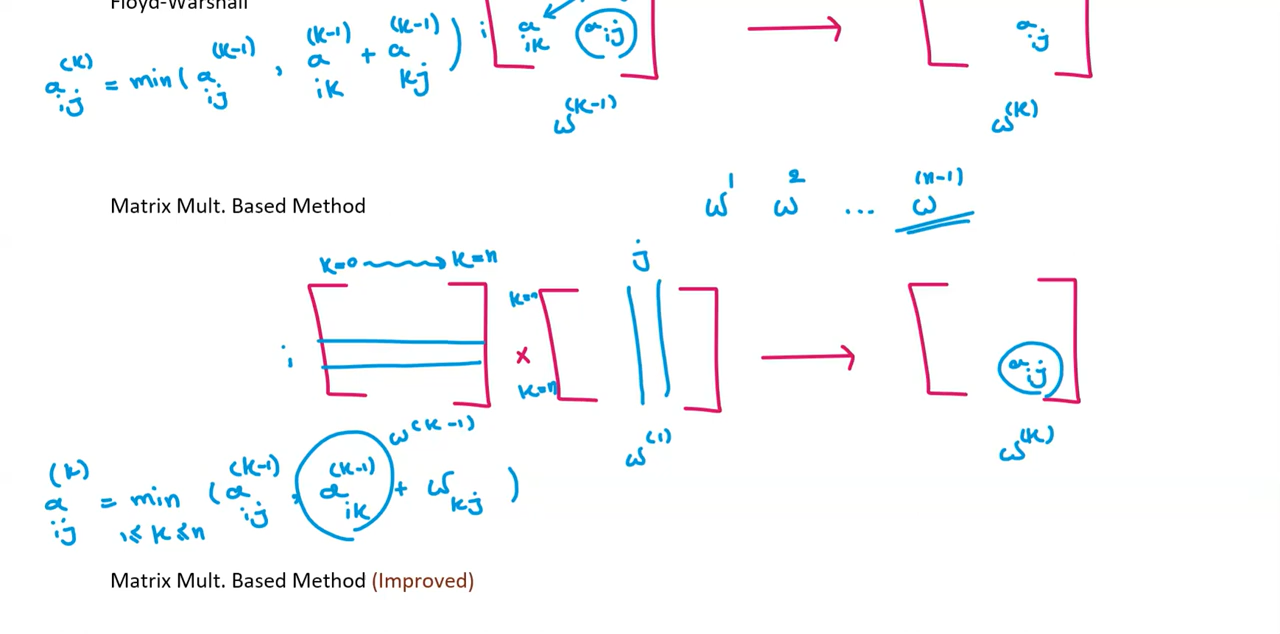 Floyd-Warshall
a_ij^(k) = min( a_ij^(k-1) , a_ik^(k-1) + a_kj^(k-1) )
i a_ik a_ij
a_ij
w^(k-1)
w^(k)
w^1 w^2 ... w^(n-1)
Matrix Mult. Based Method
j
k=0 k=n
k=n
i
x
k=n
a_ij
w^(k-1)
w^(1)
w^(k)
a_ij^(k) = min ( a_ij^(k-1) , a_ik^(k-1) + w_kj )
1≤k≤n
Matrix Mult. Based Method (Improved)